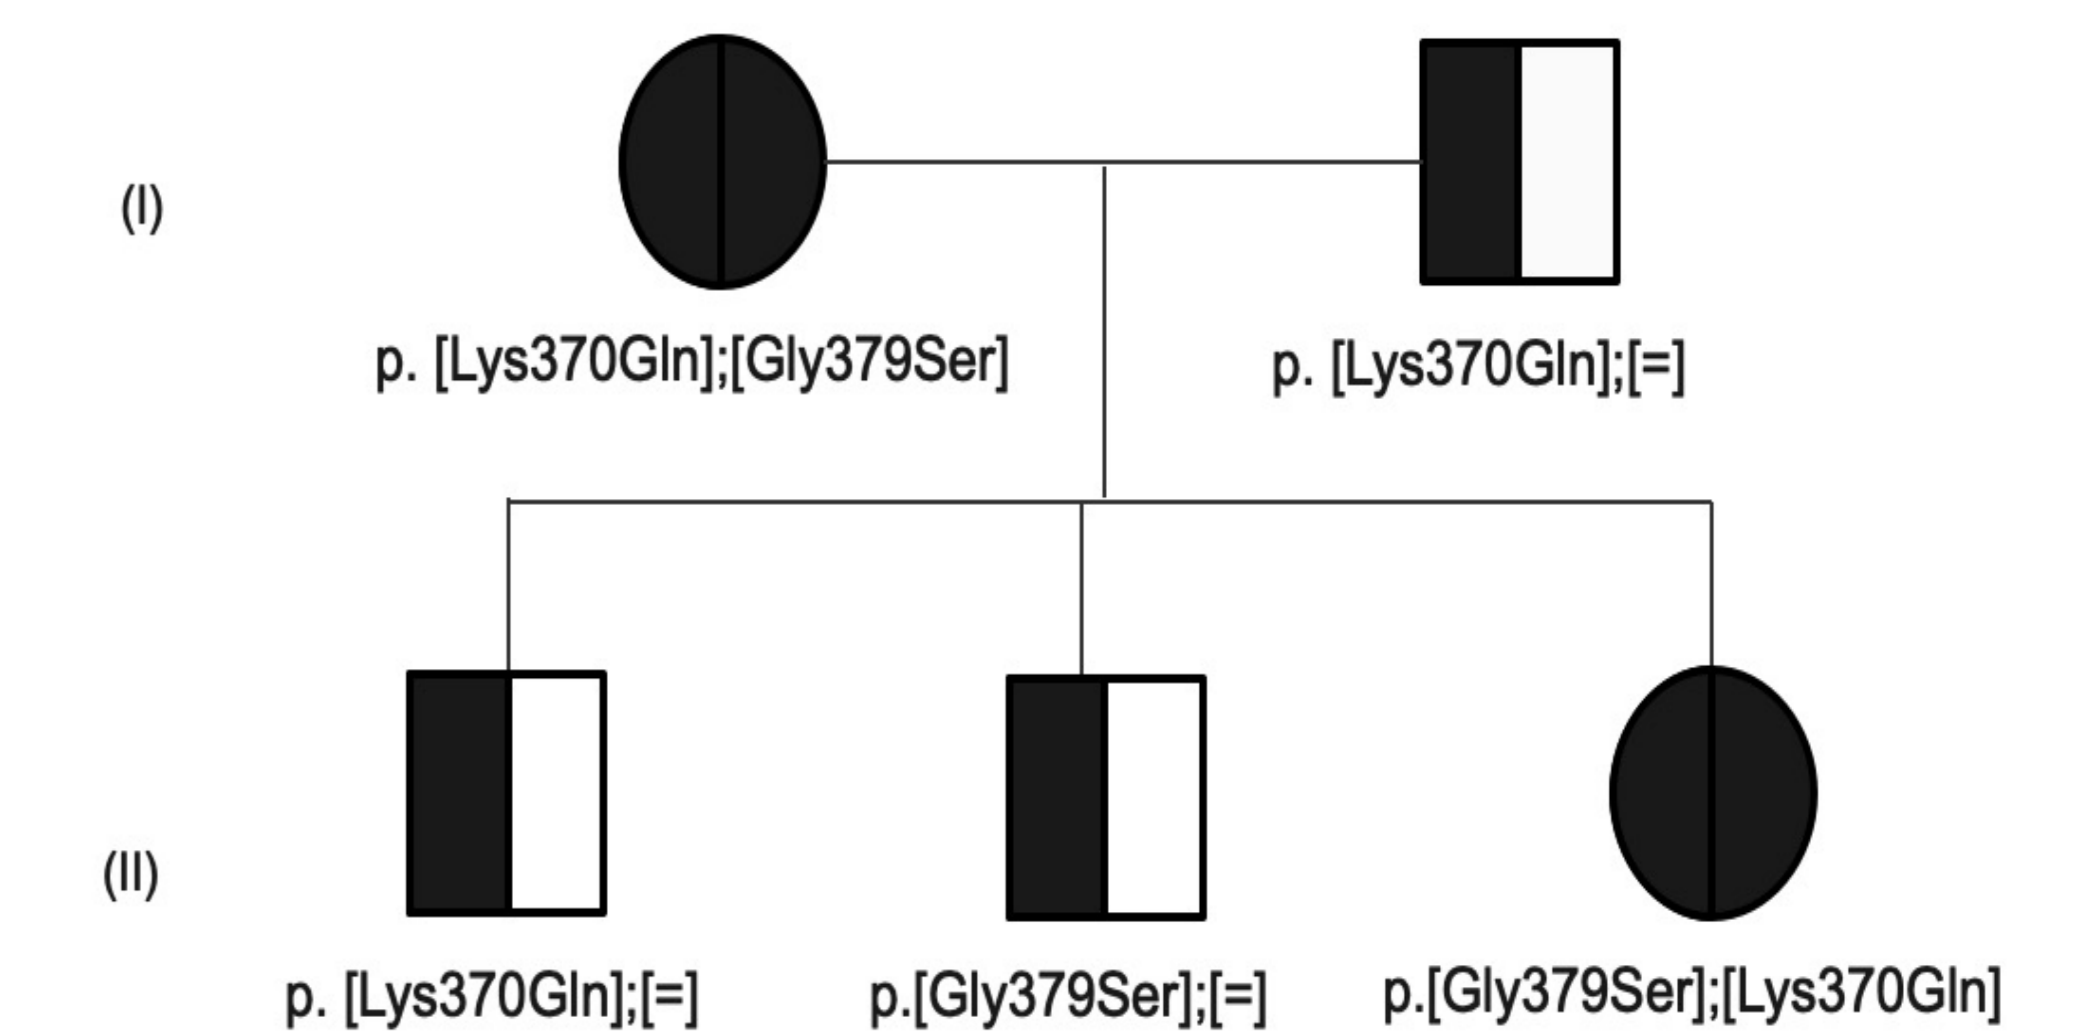 (I)
p. [Lys370Gln];[Gly379Ser]
p. [Lys370Gln];[=]
(II)
p. [Lys370Gln];[=]
p.[Gly379Ser];[=]
p.[Gly379Ser];[Lys370Gln]